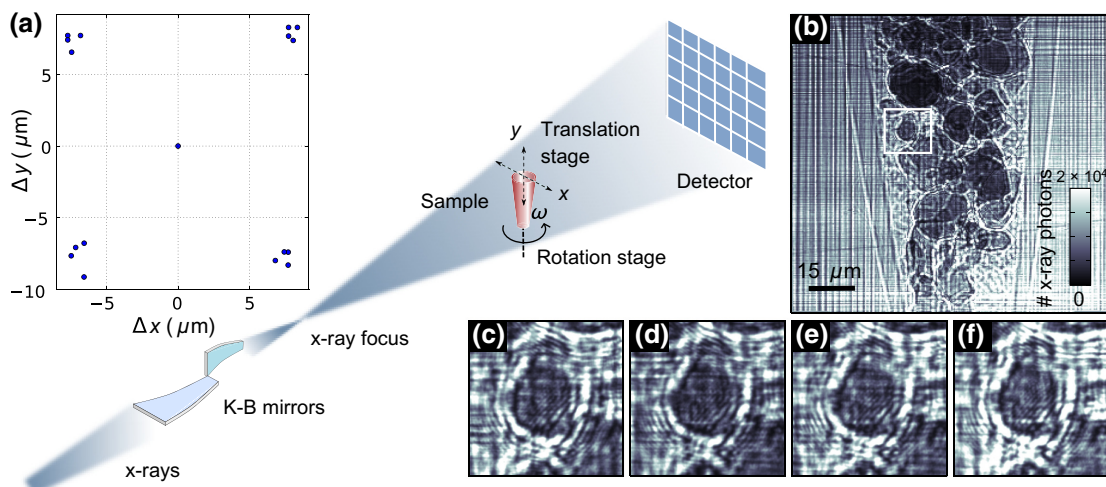 (a)
5
0
−5
−10
−5
0
5
Δy ( μm)
Δx ( μm)
y
Translation
stage
x
Sample
ω
Rotation stage
Detector
x-ray focus
K-B mirrors
x-rays
(b)
15 μm
# x-ray photons
2 × 10⁴
0
(c)
(d)
(e)
(f)